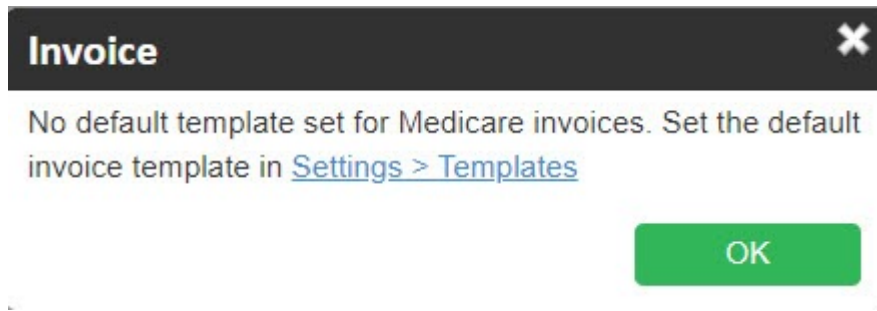 Invoice
No default template set for Medicare invoices. Set the default
invoice template in Settings > Templates
OK